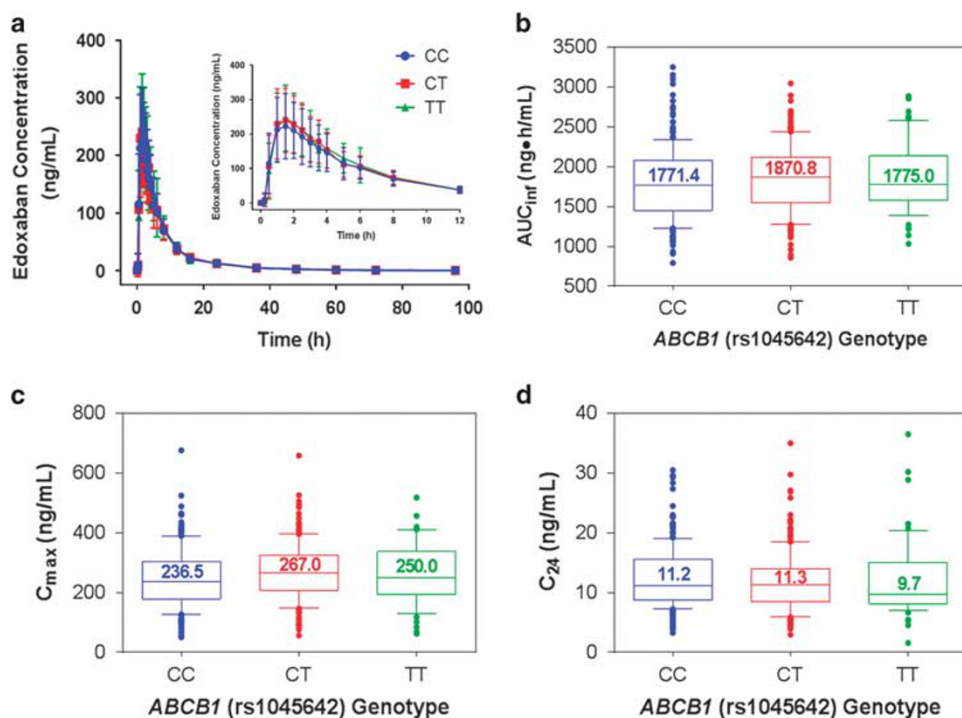 a
Edoxaban Concentration
(ng/mL)
400
300
200
100
0
0 20 40 60 80 100
Time (h)
Edoxaban Concentration (ng/mL)
400
300
200
100
0
0 2 4 6 8 10 12
Time (h)
CC
CT
TT
b
AUCinf (ng•h/mL)
3500
3000
2500
2000
1500
1000
500
1771.4 1870.8 1775.0
CC CT TT
ABCB1 (rs1045642) Genotype
c
Cmax (ng/mL)
800
600
400
200
0
236.5 267.0 250.0
CC CT TT
ABCB1 (rs1045642) Genotype
d
C24 (ng/mL)
40
30
20
10
0
11.2 11.3 9.7
CC CT TT
ABCB1 (rs1045642) Genotype